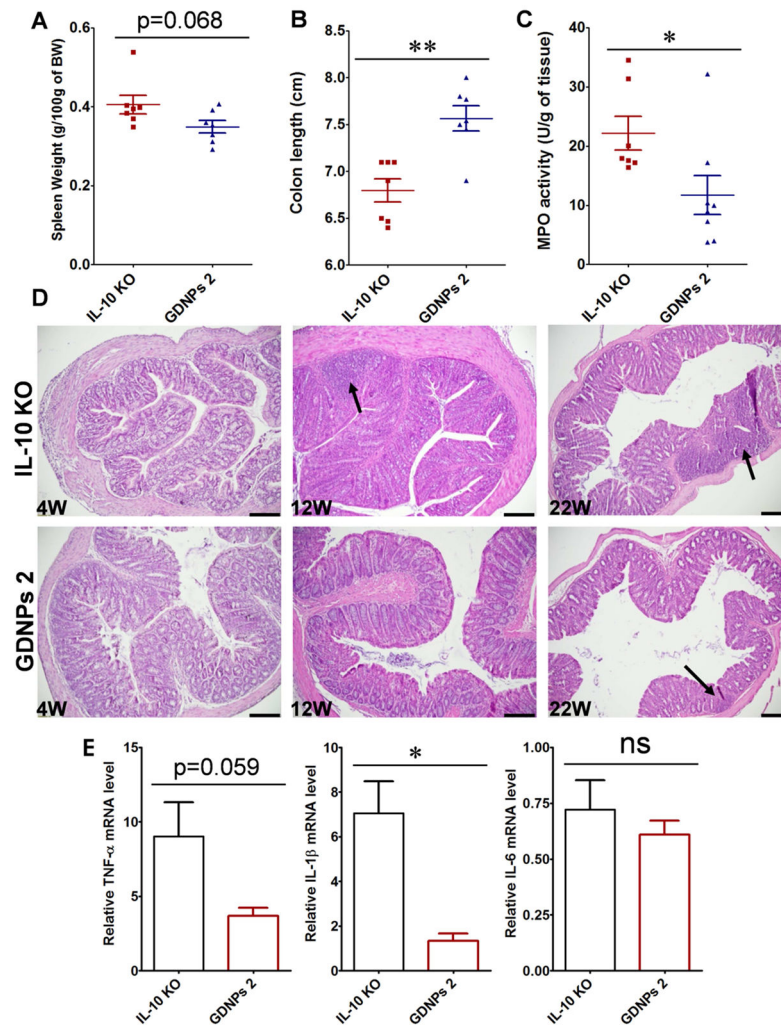 A
p=0.068
Spleen Weight (g/100g of BW)
0.6
0.4
0.2
0.0
IL-10 KO
GDNPs 2
B
**
Colon length (cm)
8.5
8.0
7.5
7.0
6.5
6.0
IL-10 KO
GDNPs 2
C
*
MPO activity (U/g of tissue)
40
30
20
10
0
IL-10 KO
GDNPs 2
D
IL-10 KO
4W
12W
22W
GDNPs 2
4W
12W
22W
E
p=0.059
Relative TNF-α mRNA level
15
10
5
0
IL-10 KO
GDNPs 2
*
Relative IL-1β mRNA level
10
8
6
4
2
0
IL-10 KO
GDNPs 2
ns
Relative IL-6 mRNA level
1.00
0.75
0.50
0.25
0.00
IL-10 KO
GDNPs 2